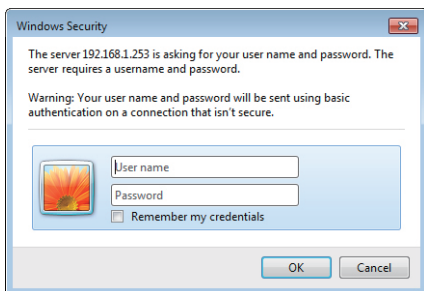 Windows Security
The server 192.168.1.253 is asking for your user name and password. The
server requires a username and password.
Warning: Your user name and password will be sent using basic
authentication on a connection that isn't secure.
User name
Password
Remember my credentials
OK
Cancel